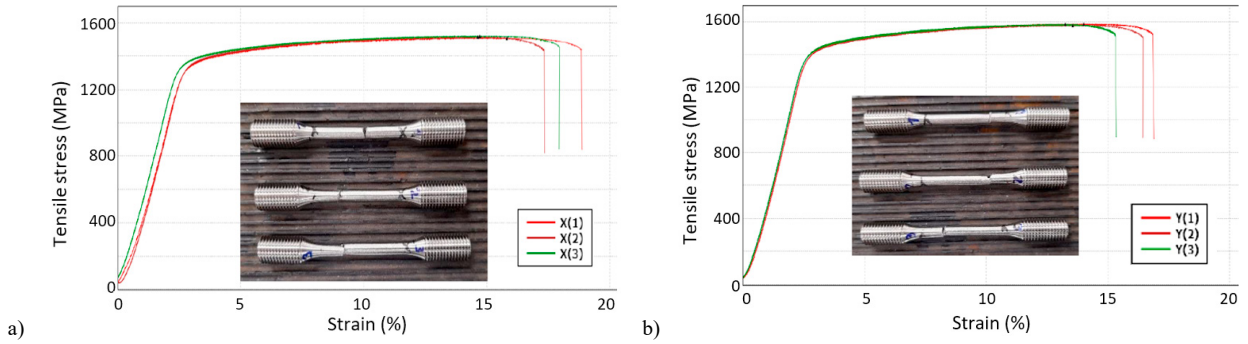 1600
1200
800
400
0
Tensile stress (MPa)
X(1)
X(2)
X(3)
0 5 10 15 20
Strain (%)
a)
1600
1200
800
400
0
Tensile stress (MPa)
Y(1)
Y(2)
Y(3)
0 5 10 15 20
Strain (%)
b)